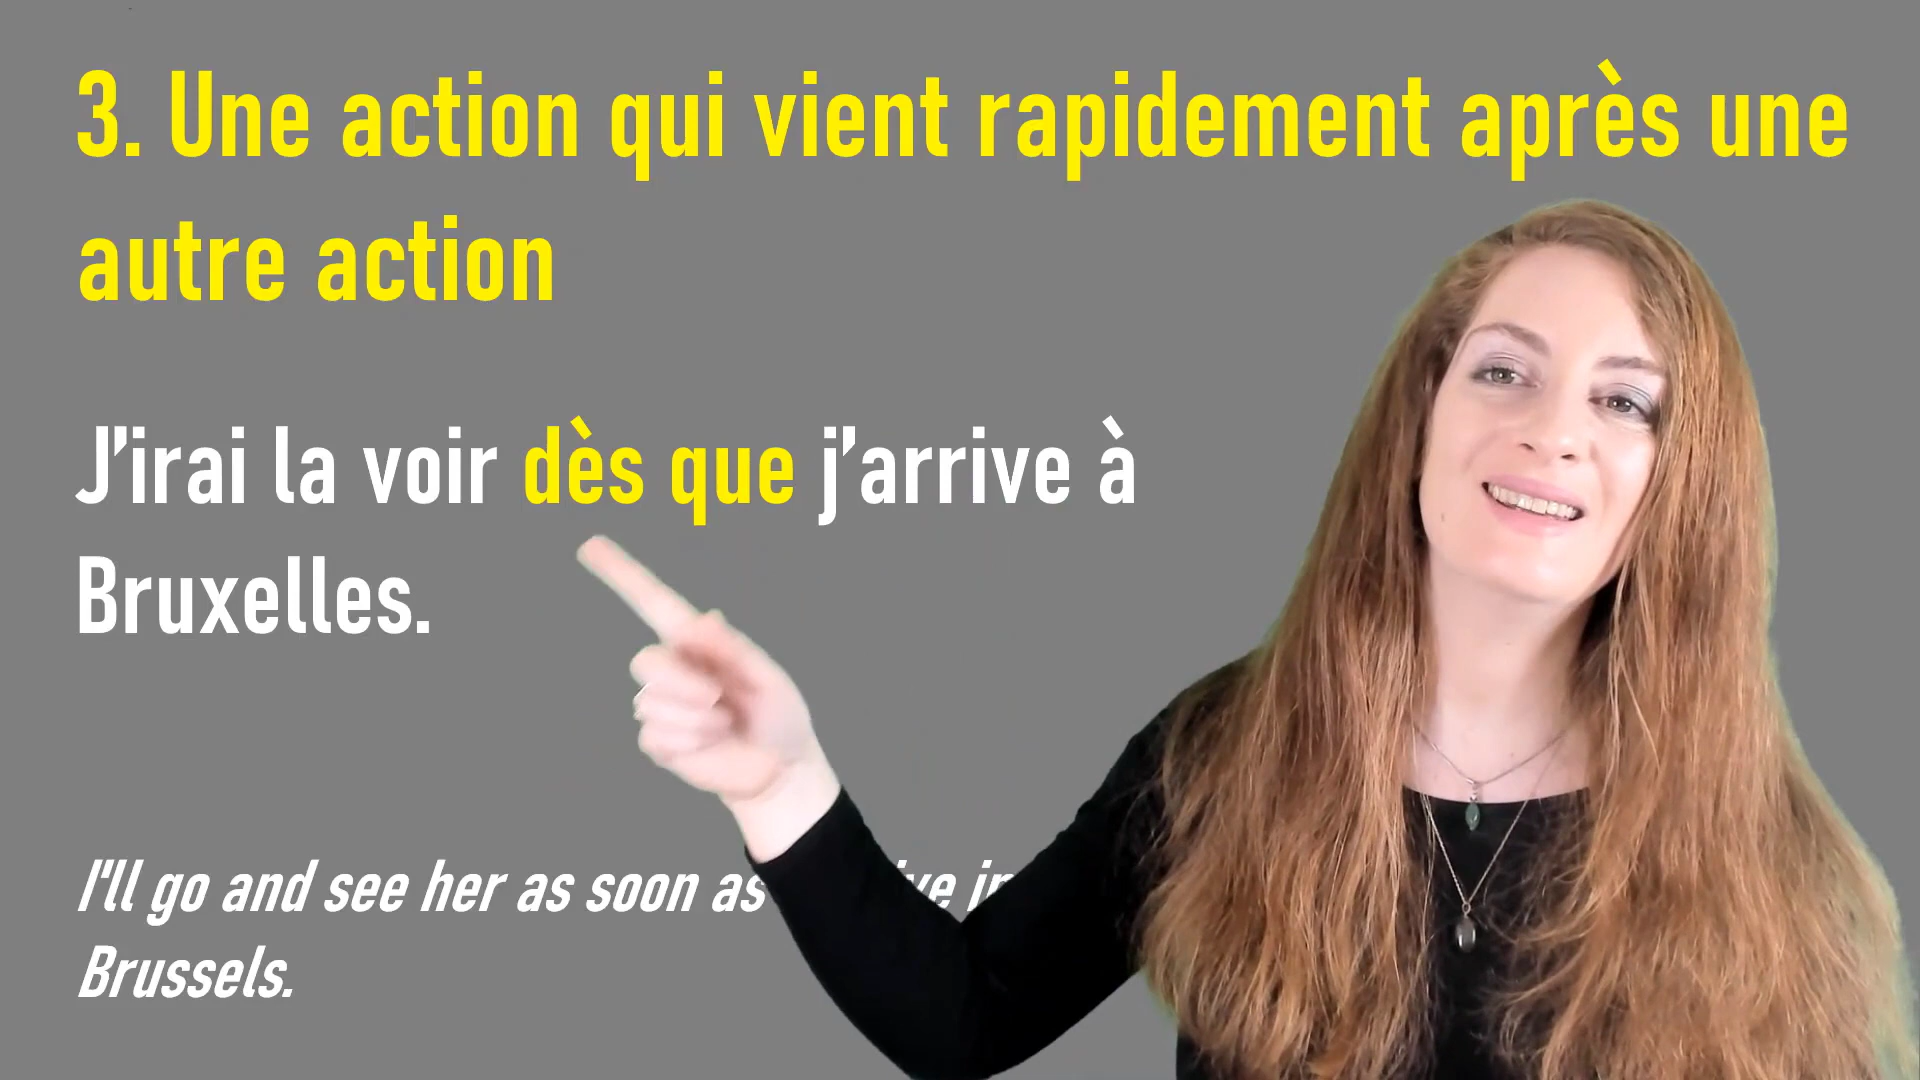 3. Une action qui vient rapidement après une
autre action
J'irai la voir dès que j'arrive à
Bruxelles.
I'll go and see her as soon as in
Brussels.